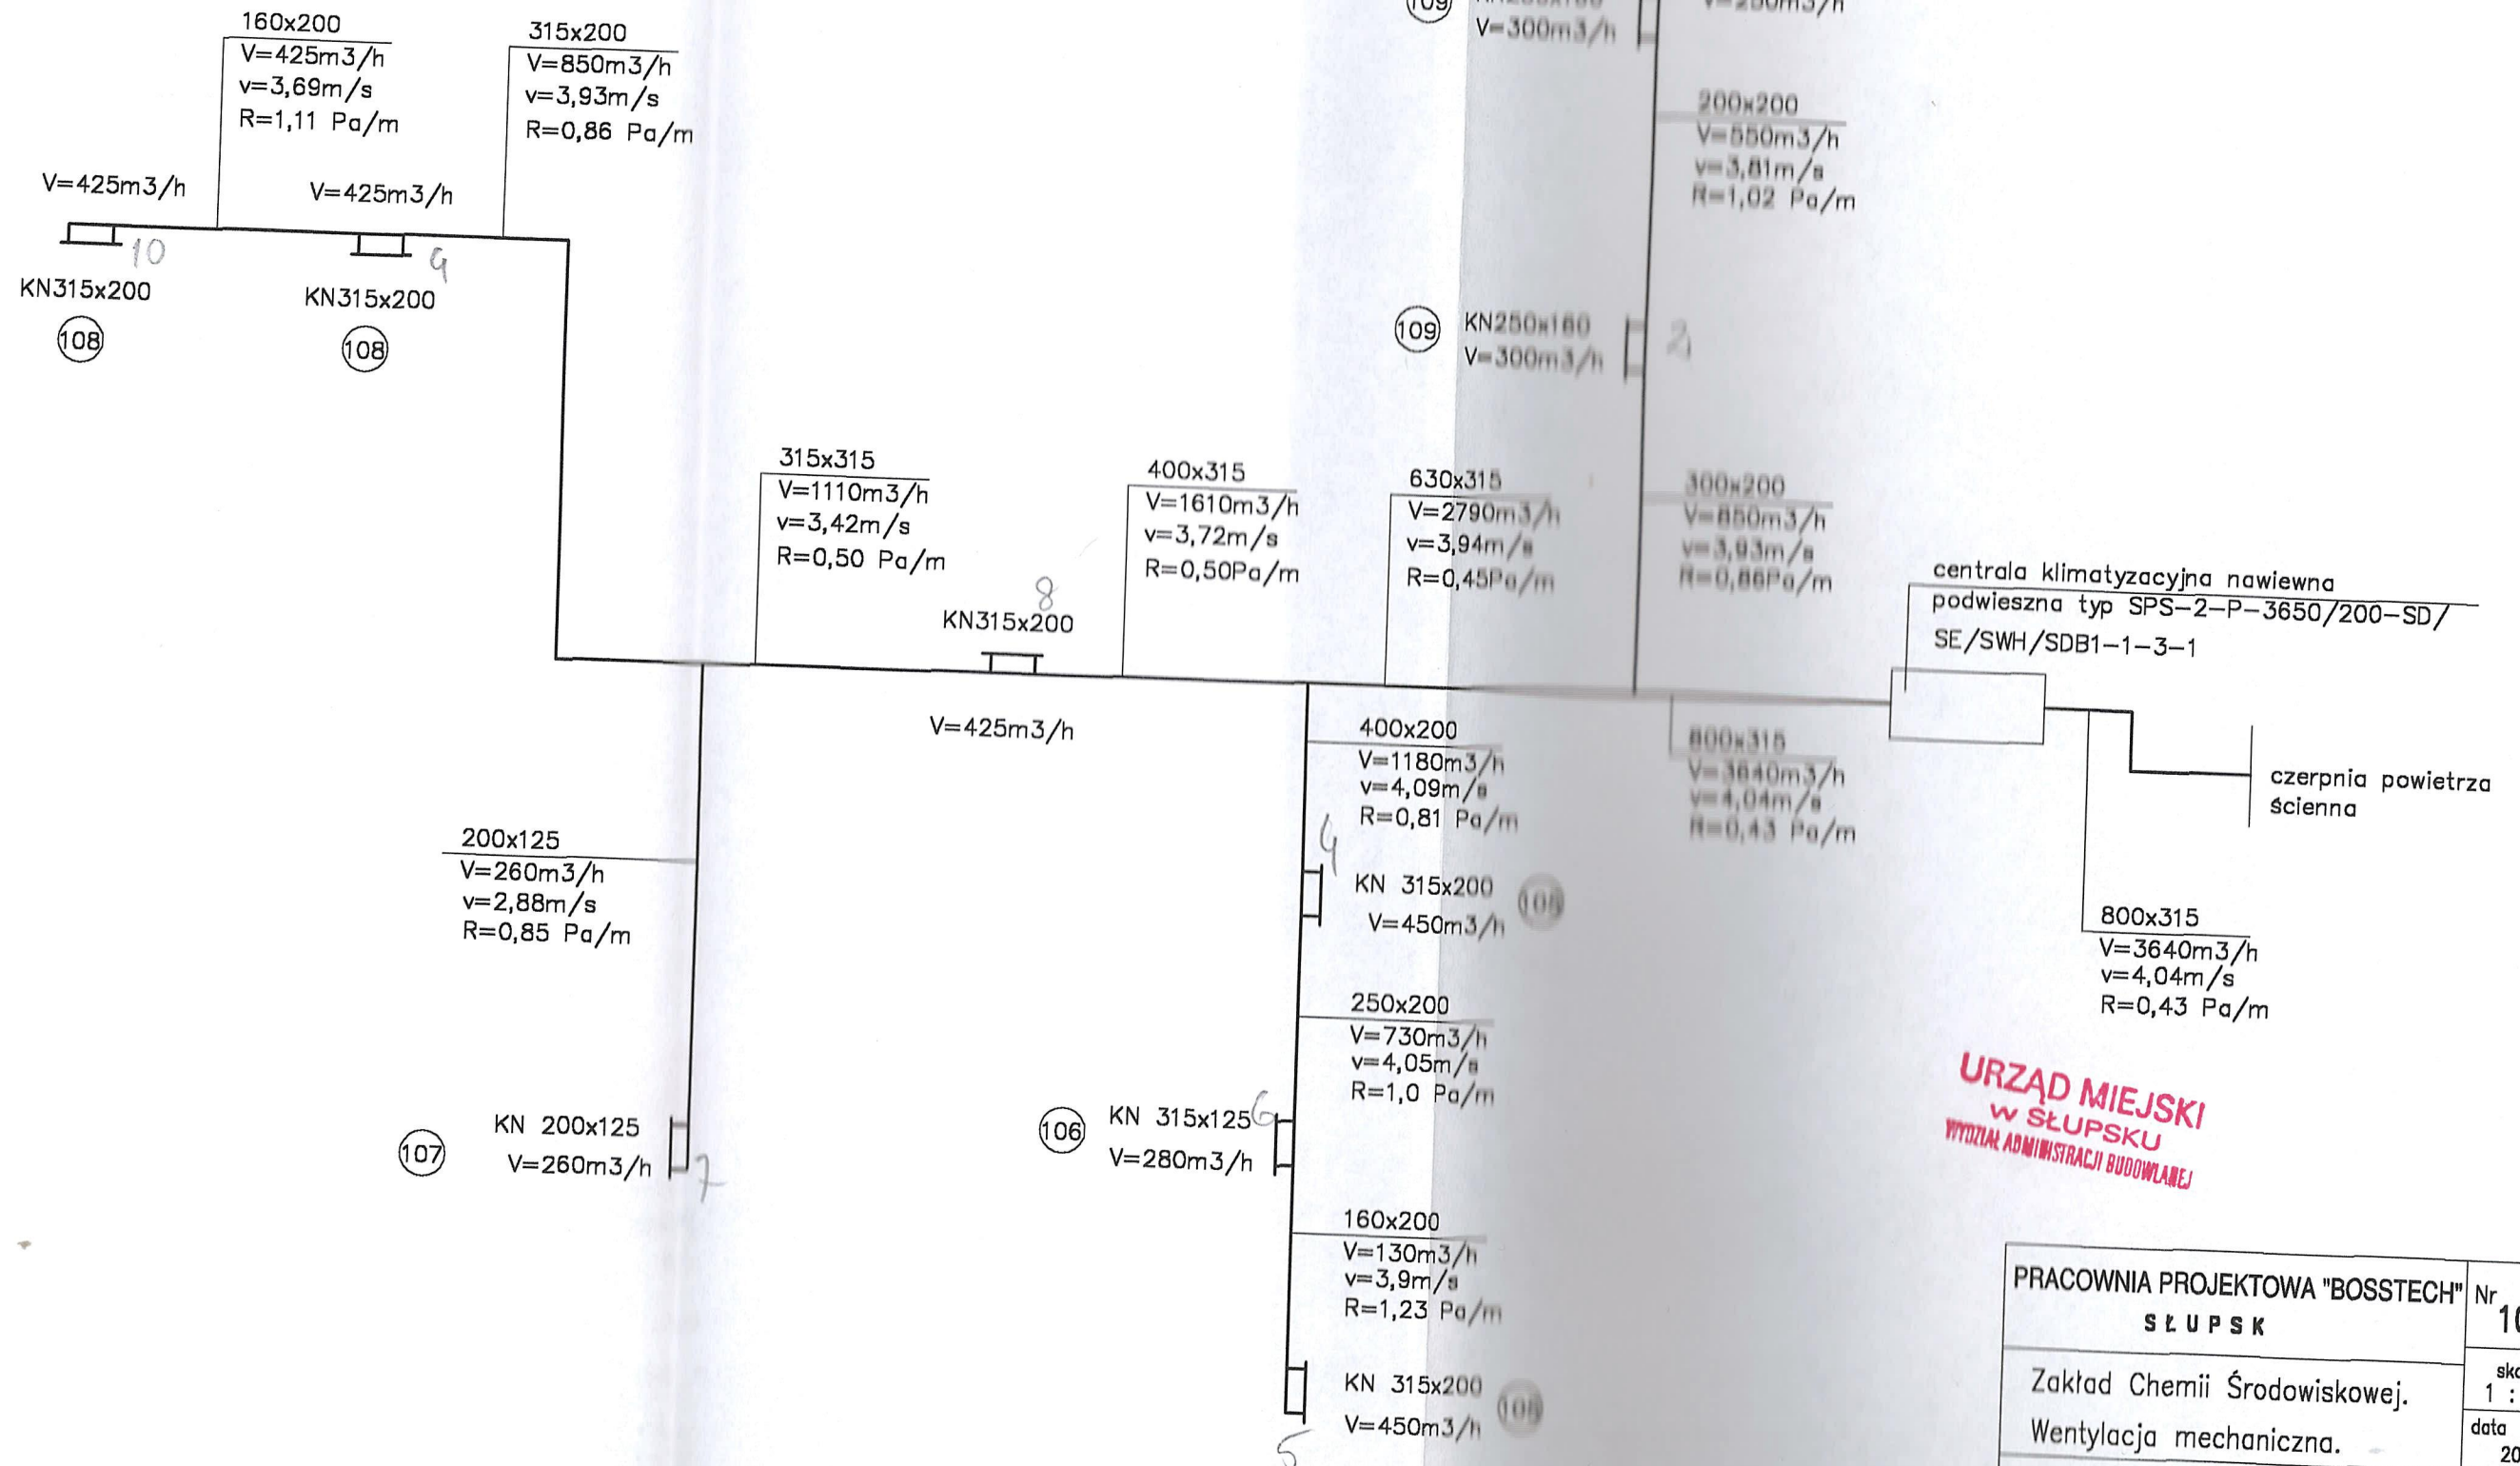 160x200
V=425m3/h
v=3,69m/s
R=1,11 Pa/m
315x200
V=850m3/h
v=3,93m/s
R=0,86 Pa/m
V=425m3/h
V=425m3/h
10
9
KN315x200
108
KN315x200
108
109
V=300m3/h
200x200
V=550m3/h
v=3,81m/s
R=1,02 Pa/m
109
KN250x160
V=300m3/h
2
315x315
V=1110m3/h
v=3,42m/s
R=0,50 Pa/m
8
KN315x200
V=425m3/h
400x315
V=1610m3/h
v=3,72m/s
R=0,50Pa/m
630x315
V=2790m3/h
v=3,94m/s
R=0,45Pa/m
300x200
V=850m3/h
v=3,93m/s
R=0,86Pa/m
centrala klimatyzacyjna nawiewna
podwieszna typ SPS-2-P-3650/200-SD/
SE/SWH/SDB1-1-3-1
400x200
V=1180m3/h
v=4,09m/s
R=0,81 Pa/m
4
KN 315x200
V=450m3/h
105
800x315
V=3640m3/h
v=4,04m/s
R=0,43 Pa/m
czerpnia powietrza
ścienna
800x315
V=3640m3/h
v=4,04m/s
R=0,43 Pa/m
200x125
V=260m3/h
v=2,88m/s
R=0,85 Pa/m
107
KN 200x125
V=260m3/h
7
250x200
V=730m3/h
v=4,05m/s
R=1,0 Pa/m
106
KN 315x125
V=280m3/h
6
160x200
V=130m3/h
v=3,9m/s
R=1,23 Pa/m
KN 315x200
V=450m3/h
105
5
URZĄD MIEJSKI
W SŁUPSKU
WYDZIAŁ ADMINISTRACJI BUDOWLANEJ
PRACOWNIA PROJEKTOWA "BOSSTECH"
SŁUPSK
Nr
Zakład Chemii Środowiskowej.
Wentylacja mechaniczna.
1 :
data